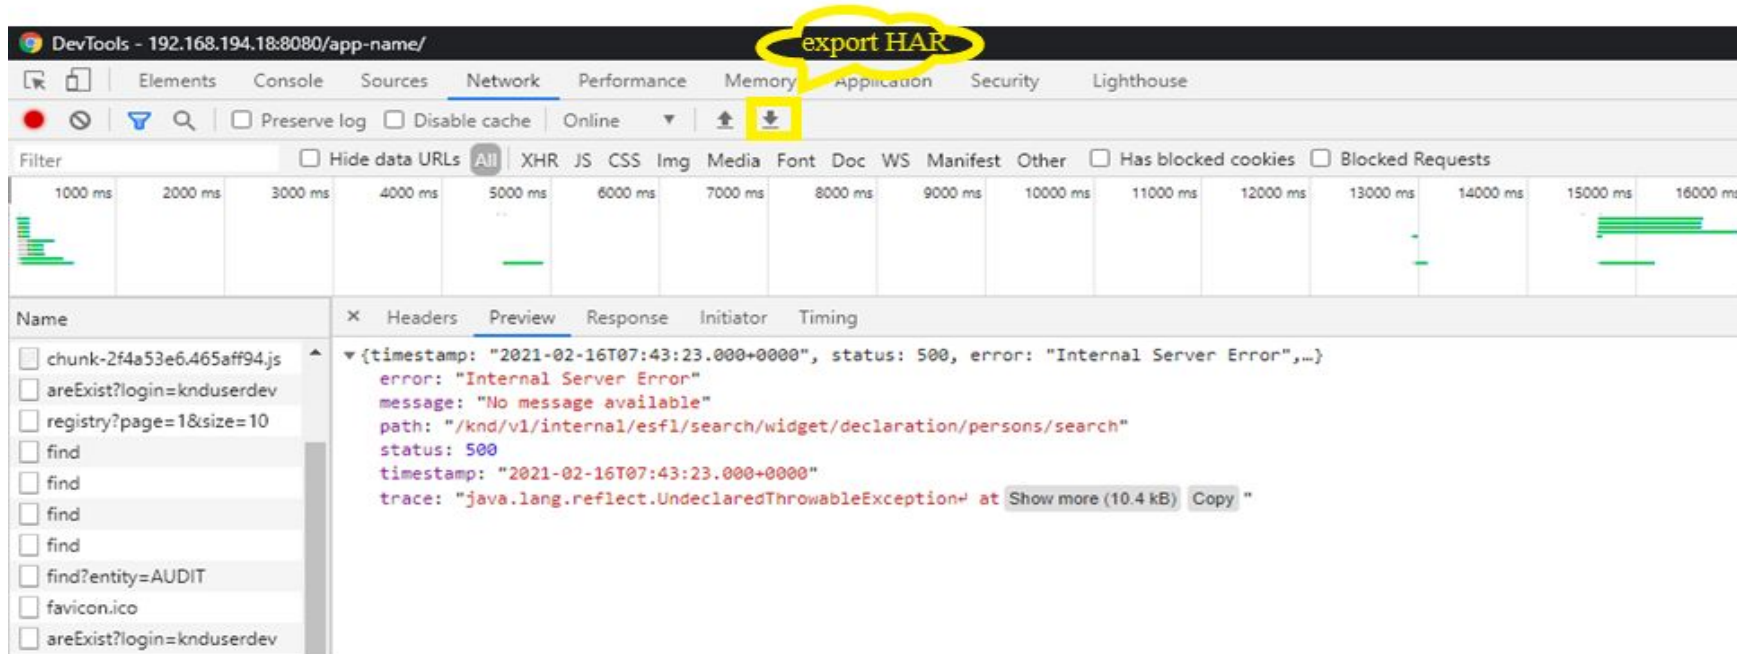 export HAR
DevTools - 192.168.194.18:8080/app-name/
Elements Console Sources Network Performance Memory Application Security Lighthouse
Preserve log Disable cache Online
Filter Hide data URLs All XHR JS CSS Img Media Font Doc WS Manifest Other Has blocked cookies Blocked Requests
1000 ms 2000 ms 3000 ms 4000 ms 5000 ms 6000 ms 7000 ms 8000 ms 9000 ms 10000 ms 11000 ms 12000 ms 13000 ms 14000 ms 15000 ms 16000 ms
Name
chunk-2f4a53e6.465aff94.js
areExist?login=knduserdev
registry?page=1&size=10
find
find
find
find
find?entity=AUDIT
favicon.ico
areExist?login=knduserdev
× Headers Preview Response Initiator Timing
▼{timestamp: "2021-02-16T07:43:23.000+0000", status: 500, error: "Internal Server Error",…}
error: "Internal Server Error"
message: "No message available"
path: "/knd/v1/internal/esfl/search/widget/declaration/persons/search"
status: 500
timestamp: "2021-02-16T07:43:23.000+0000"
trace: "java.lang.reflect.UndeclaredThrowableException↵ at Show more (10.4 kB) Copy "